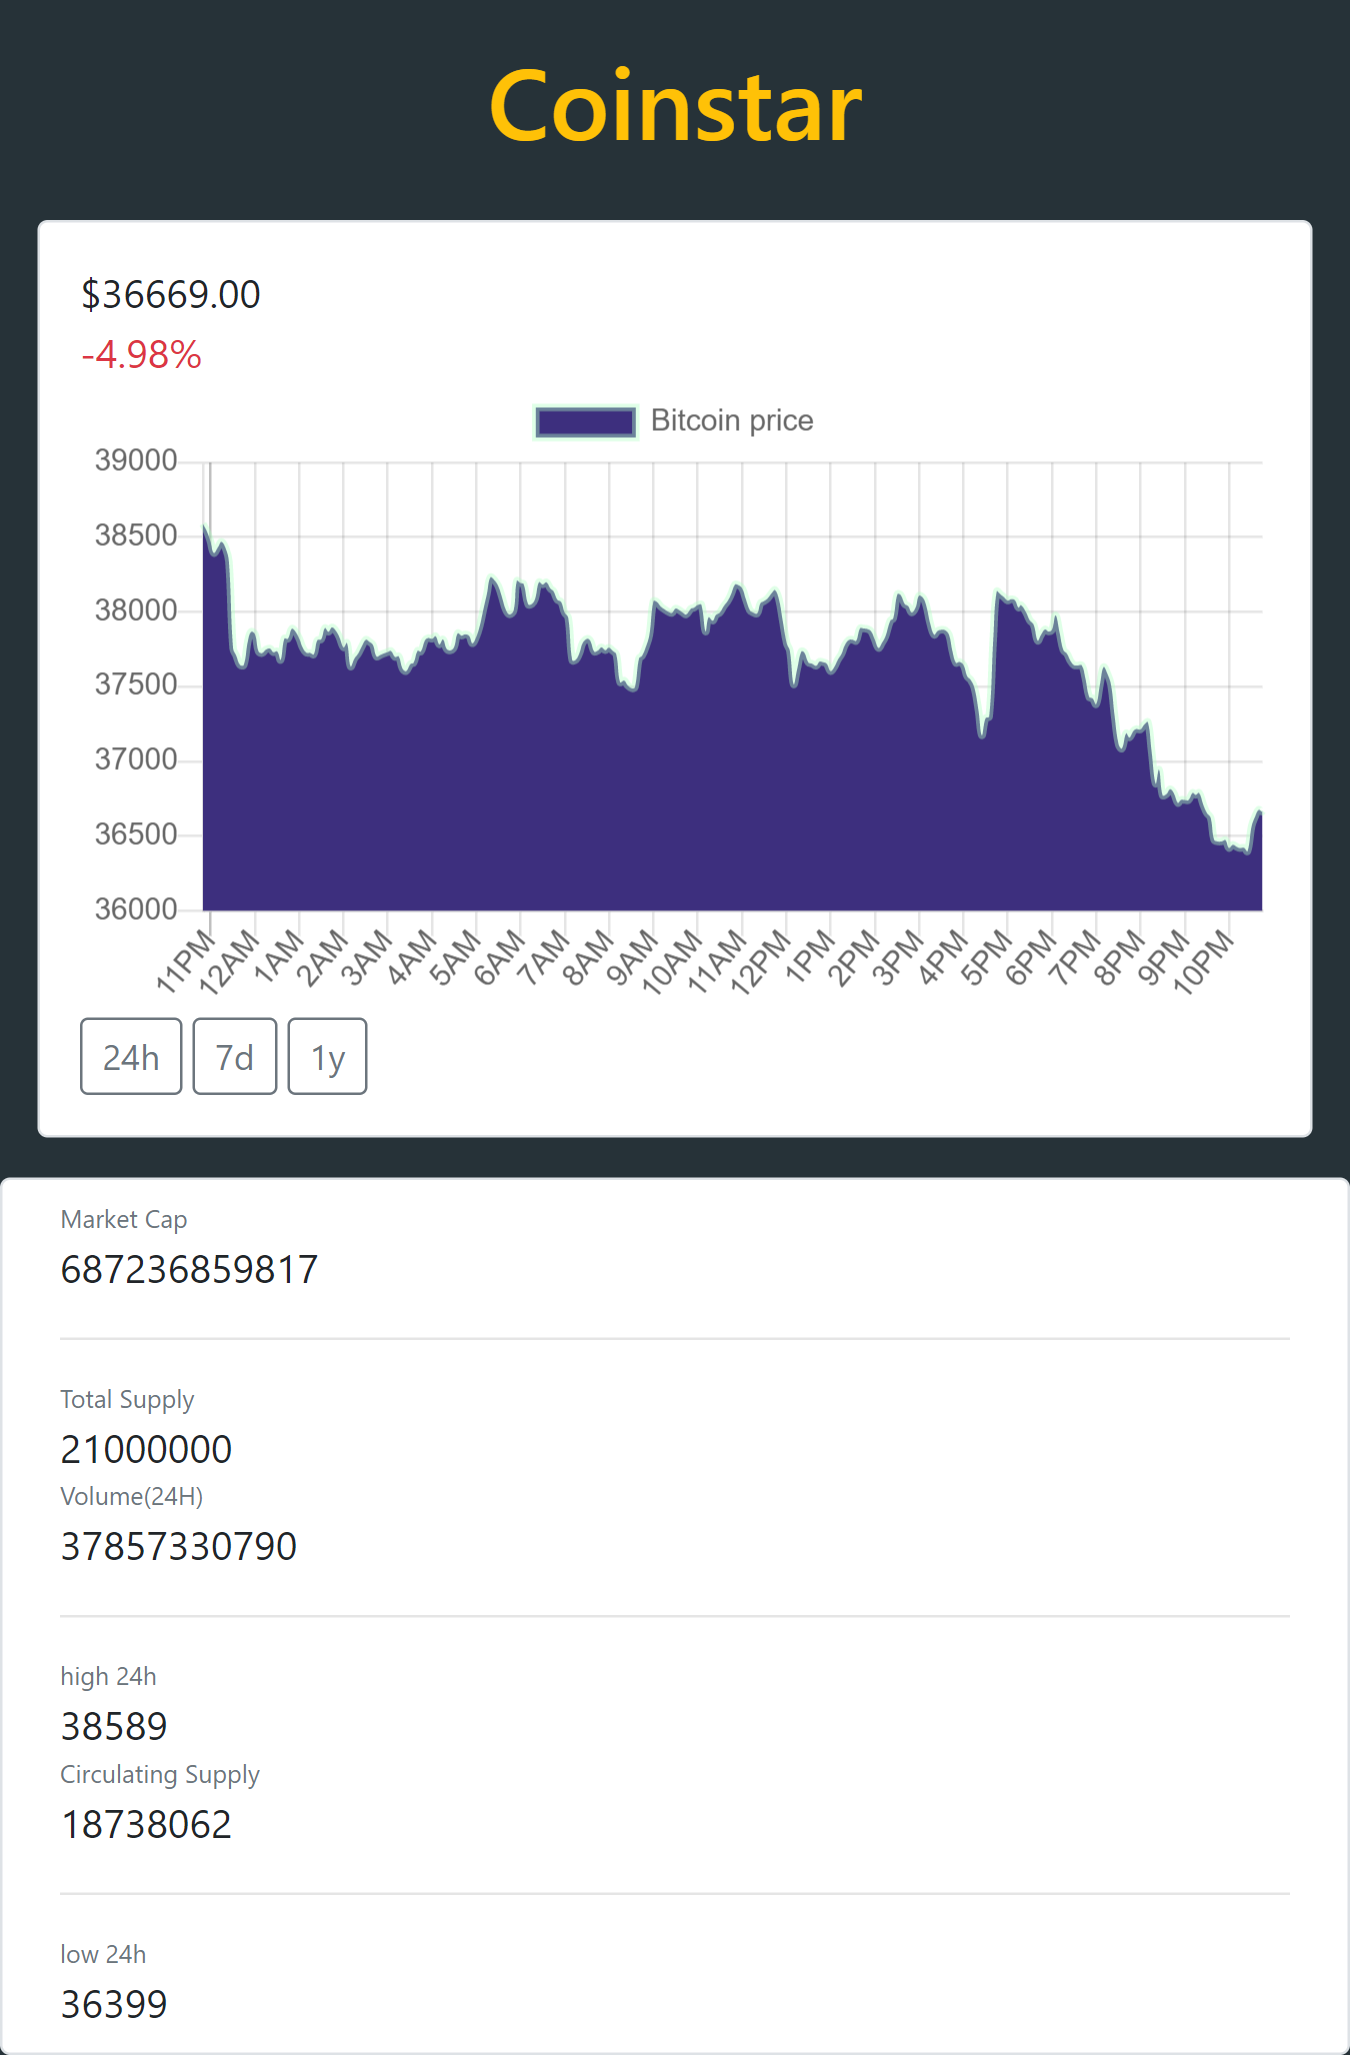 Coinstar
$36669.00
-4.98%
Bitcoin price
39000
38500
38000
37500
37000
36500
36000
11PM 12AM 1AM 2AM 3AM 4AM 5AM 6AM 7AM 8AM 9AM 10AM 11AM 12PM 1PM 2PM 3PM 4PM 5PM 6PM 7PM 8PM 9PM 10PM
24h 7d 1y
Market Cap
687236859817
Total Supply
21000000
Volume(24H)
37857330790
high 24h
38589
Circulating Supply
18738062
low 24h
36399